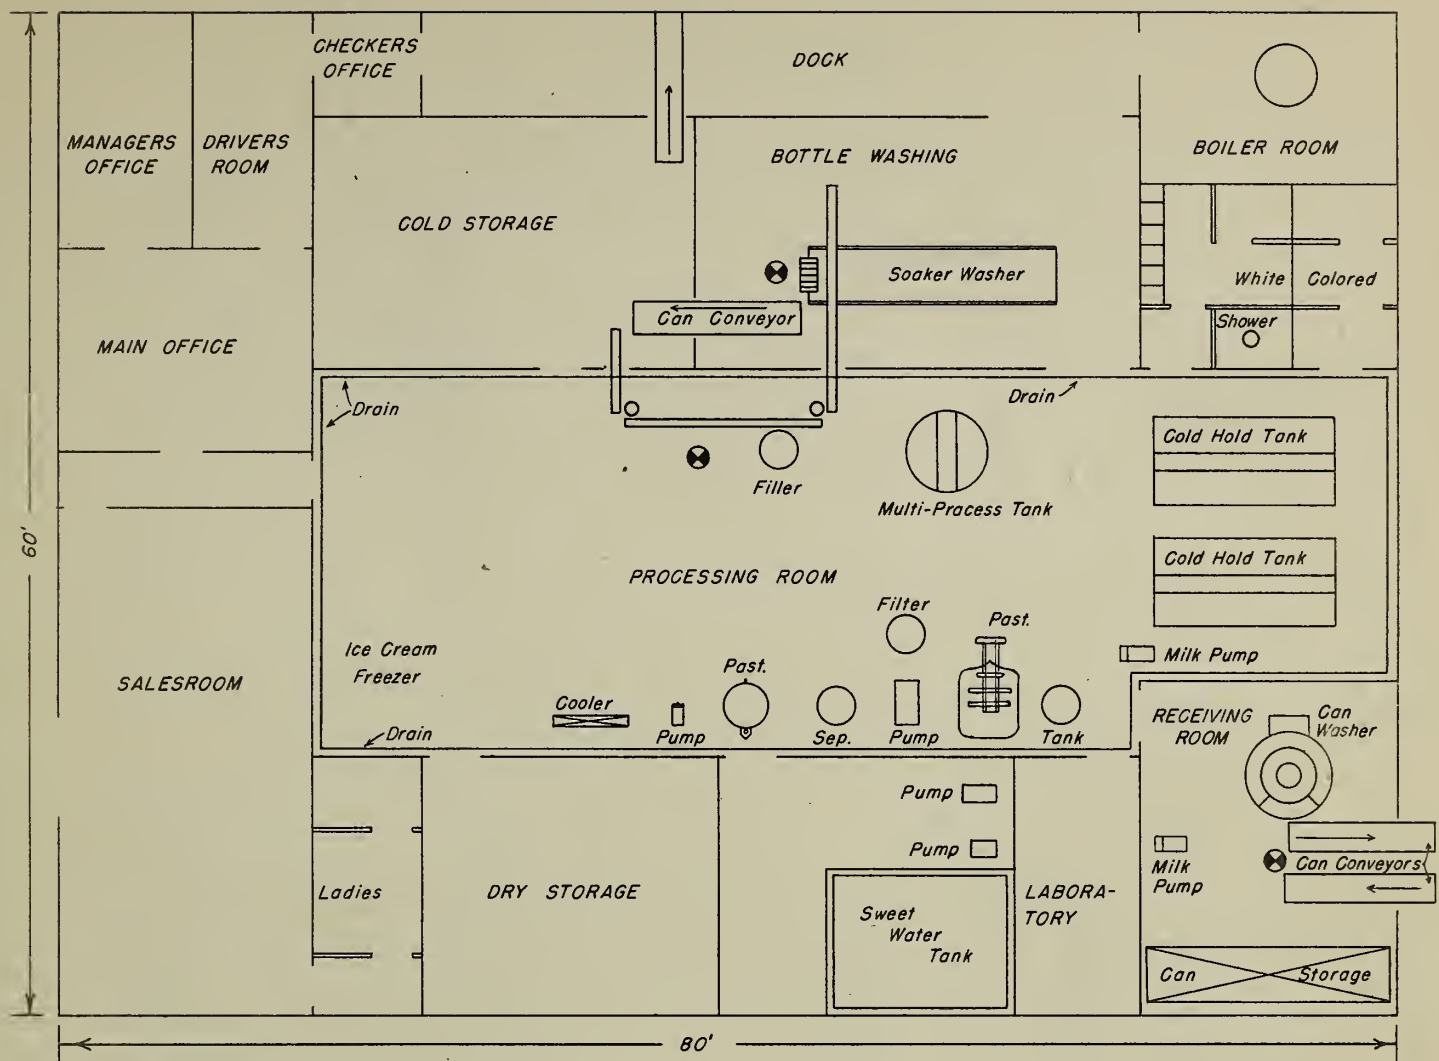 CHECKERS
OFFICE
DOCK
MANAGERS
OFFICE
DRIVERS
ROOM
BOTTLE WASHING
BOILER ROOM
COLD STORAGE
Soaker Washer
White
Colored
Can Conveyor
Shower
MAIN OFFICE
Drain
Drain
Cold Hold Tank
Filler
Multi-Pracess Tank
60'
Cold Hold Tank
PROCESSING ROOM
Filter
Past.
Ice Cream
Freezer
Milk Pump
SALESROOM
Past.
Cooler
Drain
Pump
Sep.
Pump
Tank
RECEIVING
ROOM
Can
Washer
Pump
Pump
Milk
Pump
Can Conveyors
Ladies
DRY STORAGE
LABORA-
TORY
Sweet
Water
Tank
Can Storage
80'